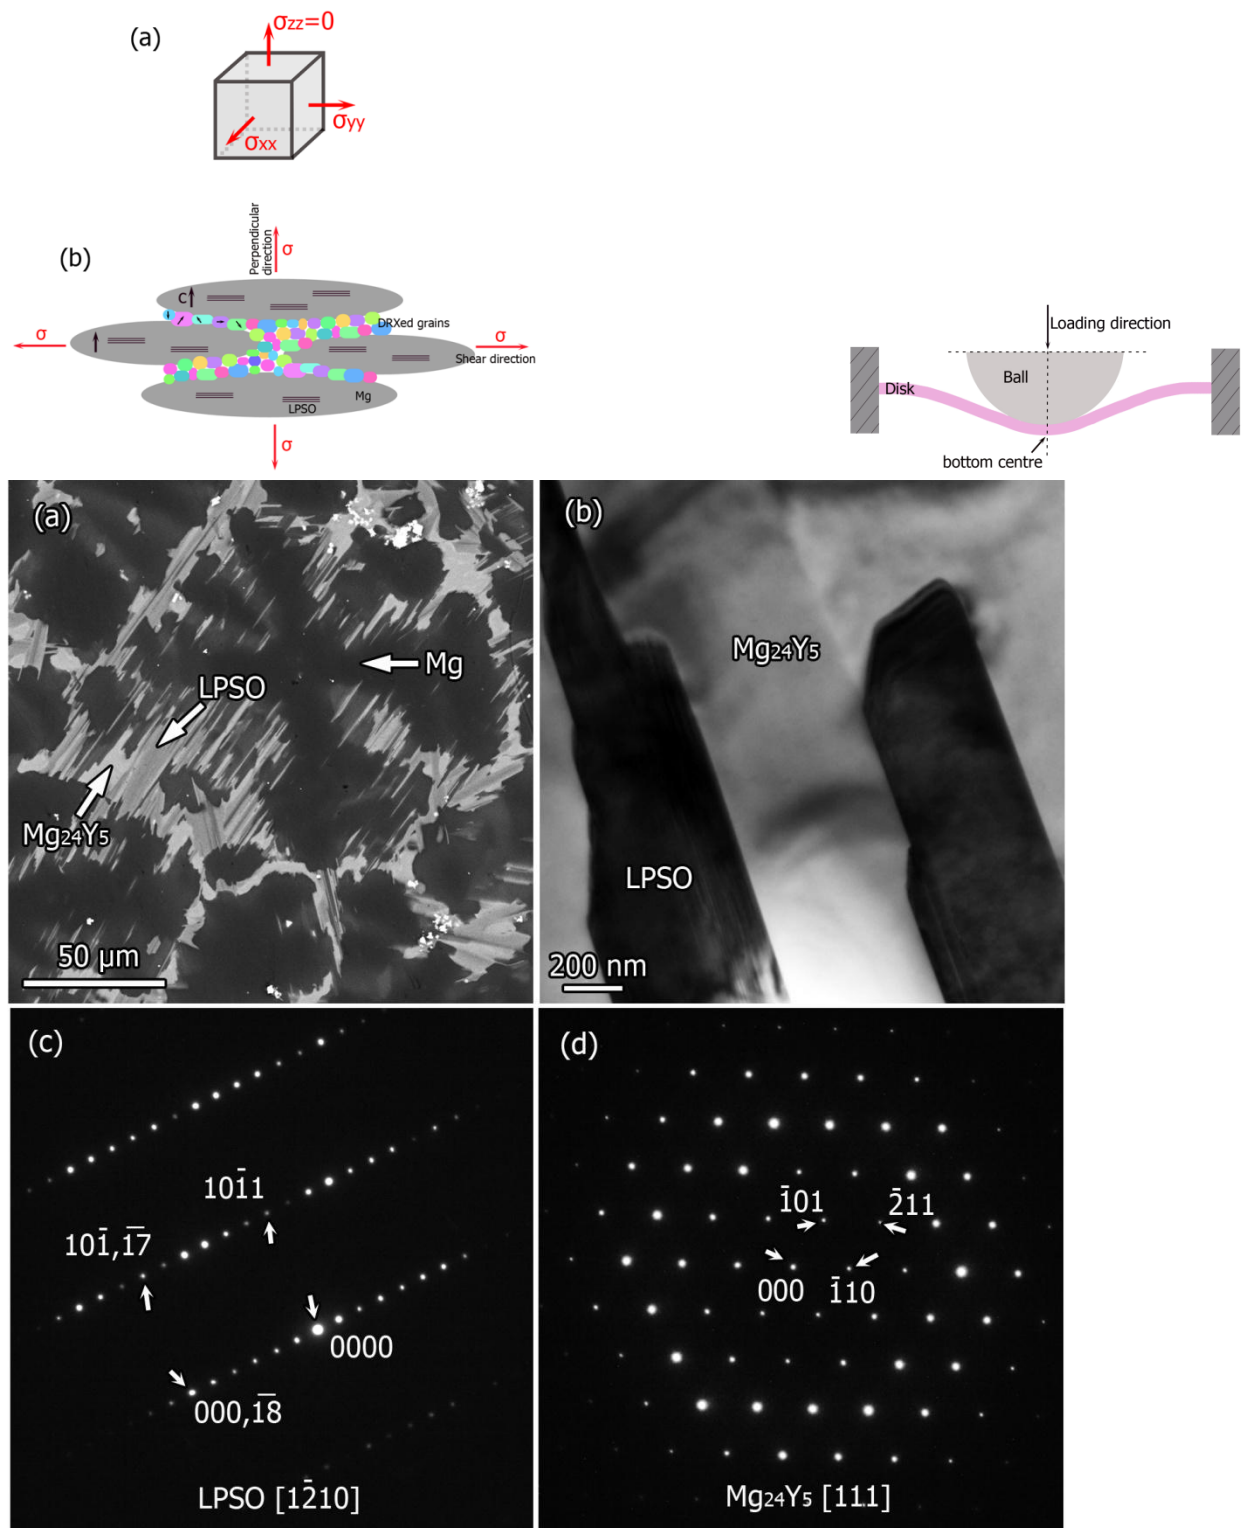 (a)
σzz=0
σyy
σxx
(b)
Perpendicular
direction
σ
C
DRXed grains
σ
σ
Shear direction
Mg
LPSO
σ
Loading direction
Ball
Disk
bottom centre
(a)
Mg
LPSO
Mg₂₄Y₅
50 µm
(b)
Mg₂₄Y₅
LPSO
200 nm
(c)
101̄1
101̄,1̄7̄
0000
000,1̄8̄
LPSO [12̄10]
(d)
1̄01
2̄11
000
1̄10
Mg₂₄Y₅ [111]